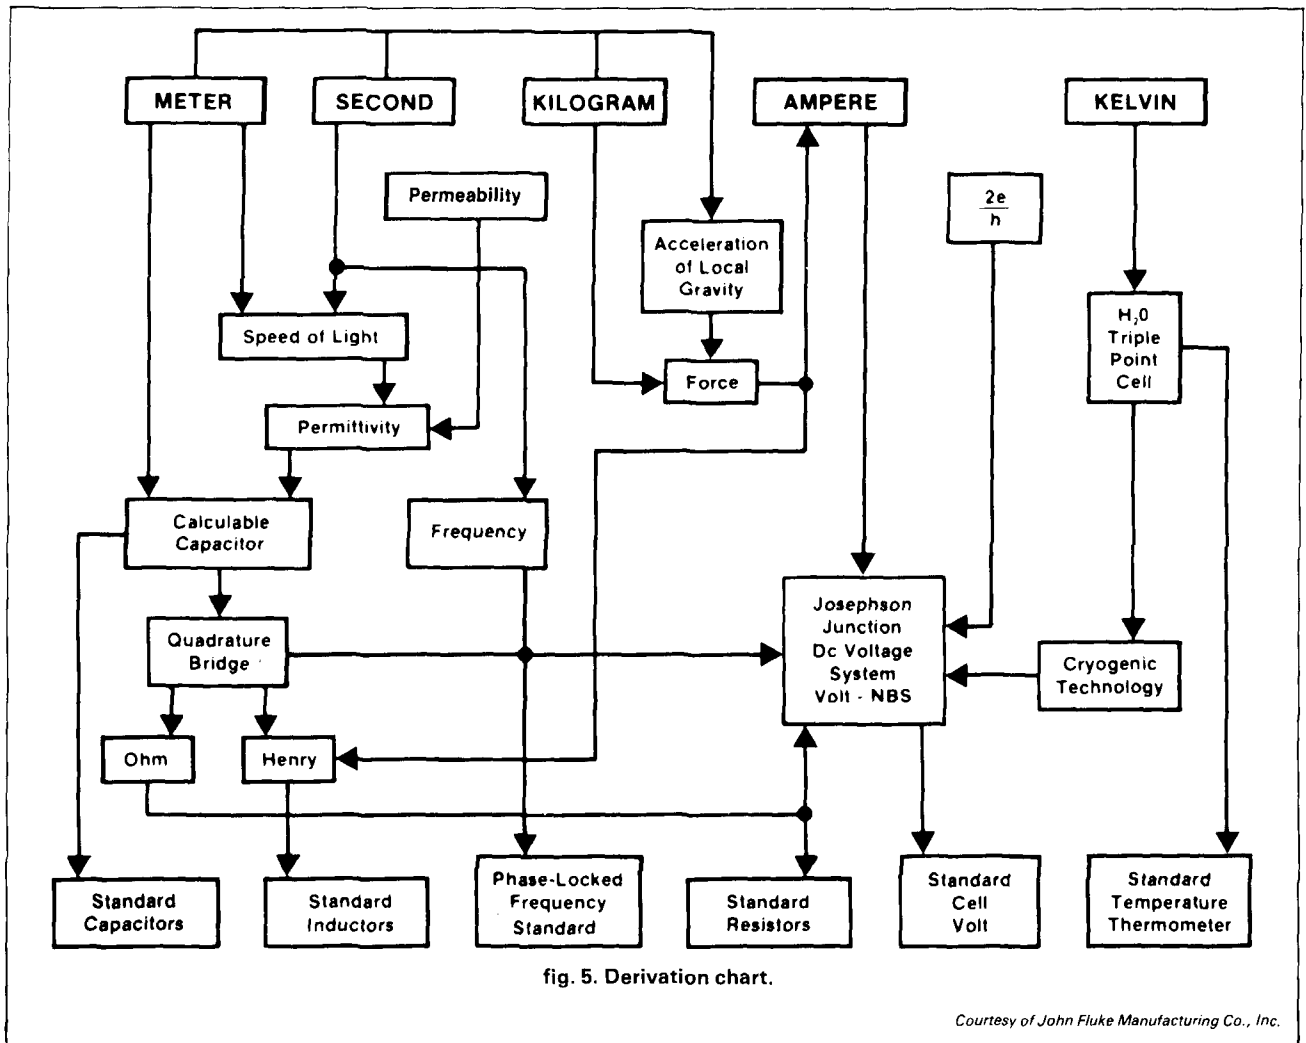 METER
SECOND
KILOGRAM
AMPERE
KELVIN
Permeability
2e
h
Acceleration
of Local
Gravity
H₂0
Triple
Point
Cell
Speed of Light
Force
Permittivity
Calculable
Capacitor
Frequency
Josephson
Junction
Dc Voltage
System
Volt - NBS
Quadrature
Bridge
Cryogenic
Technology
Ohm
Henry
Standard
Capacitors
Standard
Inductors
Phase-Locked
Frequency
Standard
Standard
Resistors
Standard
Cell
Volt
Standard
Temperature
Thermometer
fig. 5. Derivation chart.
Courtesy of John Fluke Manufacturing Co., Inc.